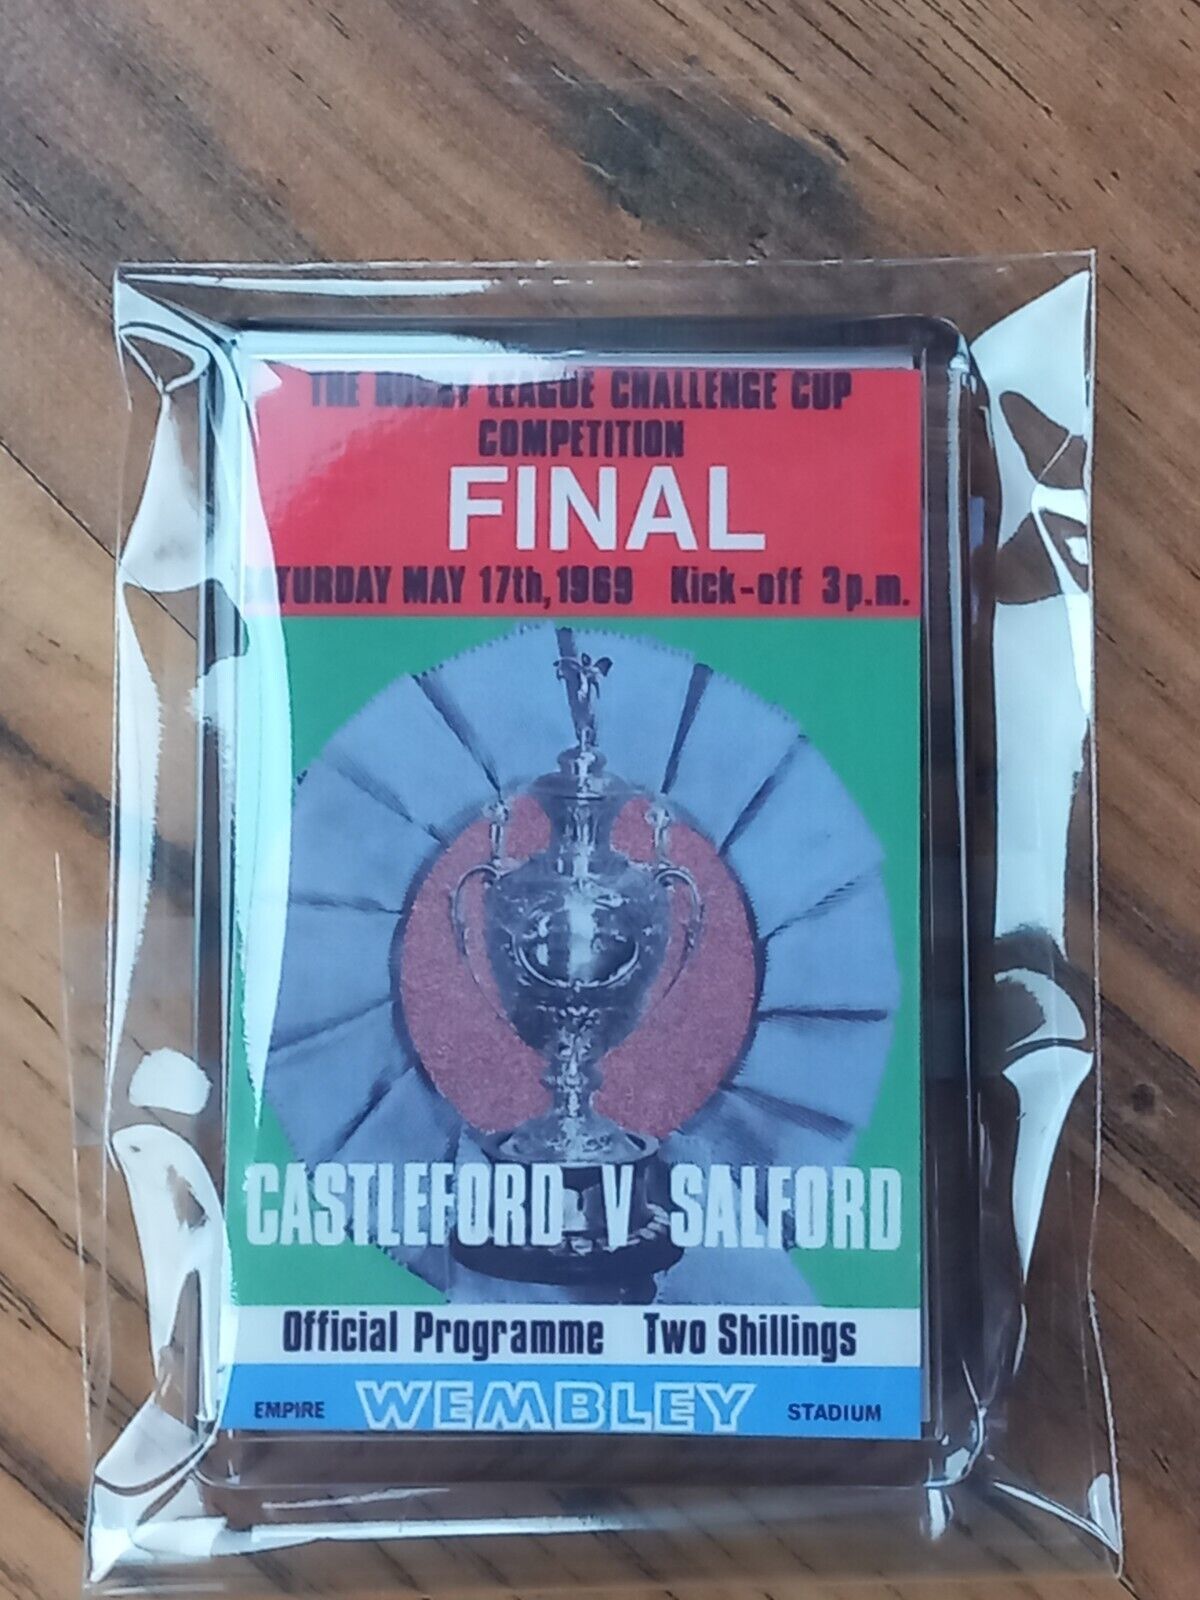 THE RUGBY LEAGUE CHALLENGE CUP
COMPETITION
FINAL
SATURDAY MAY 17th, 1969 Kick-off 3 p.m.
CASTLEFORD V SALFORD
Official Programme Two Shillings
EMPIRE WEMBLEY STADIUM